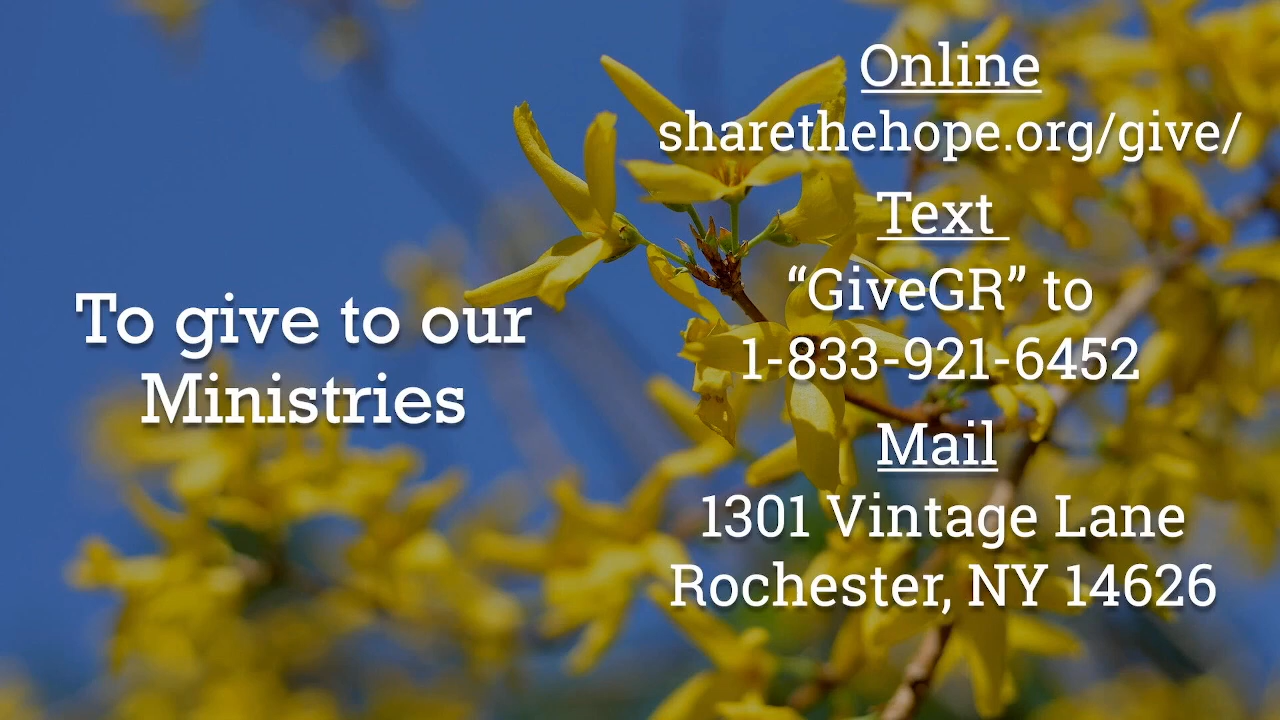 To give to our
Ministries
Online
sharethehope.org/give/
Text
“GiveGR” to
1-833-921-6452
Mail
1301 Vintage Lane
Rochester, NY 14626